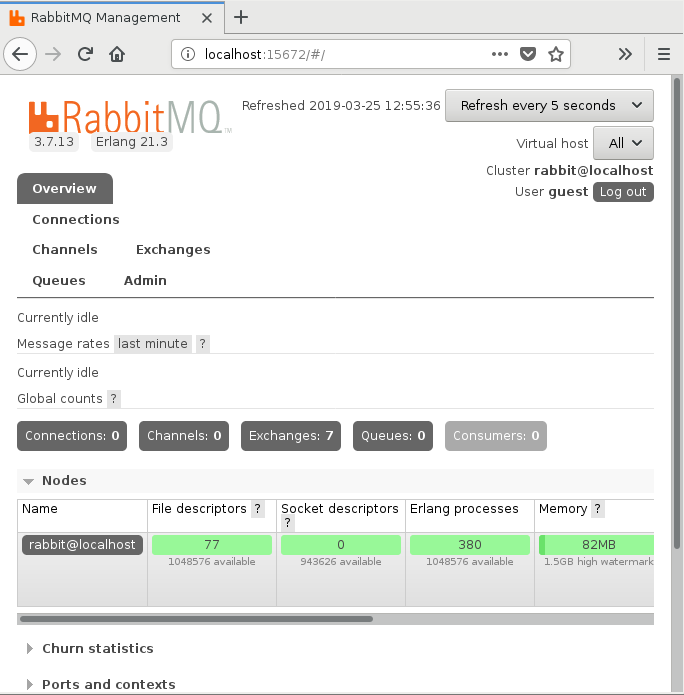 RabbitMQ Management
localhost:15672/#/
RabbitMQ TM
Refreshed 2019-03-25 12:55:36 Refresh every 5 seconds
3.7.13 Erlang 21.3
Virtual host All
Cluster rabbit@localhost
User guest Log out
Overview
Connections
Channels Exchanges
Queues Admin
Currently idle
Message rates last minute ?
Currently idle
Global counts ?
Connections: 0 Channels: 0 Exchanges: 7 Queues: 0 Consumers: 0
Nodes
Name File descriptors ? Socket descriptors ? Erlang processes Memory ?
rabbit@localhost 77 0 380 82MB
1048576 available 943626 available 1048576 available 1.5GB high watermark
Churn statistics
Ports and contexts